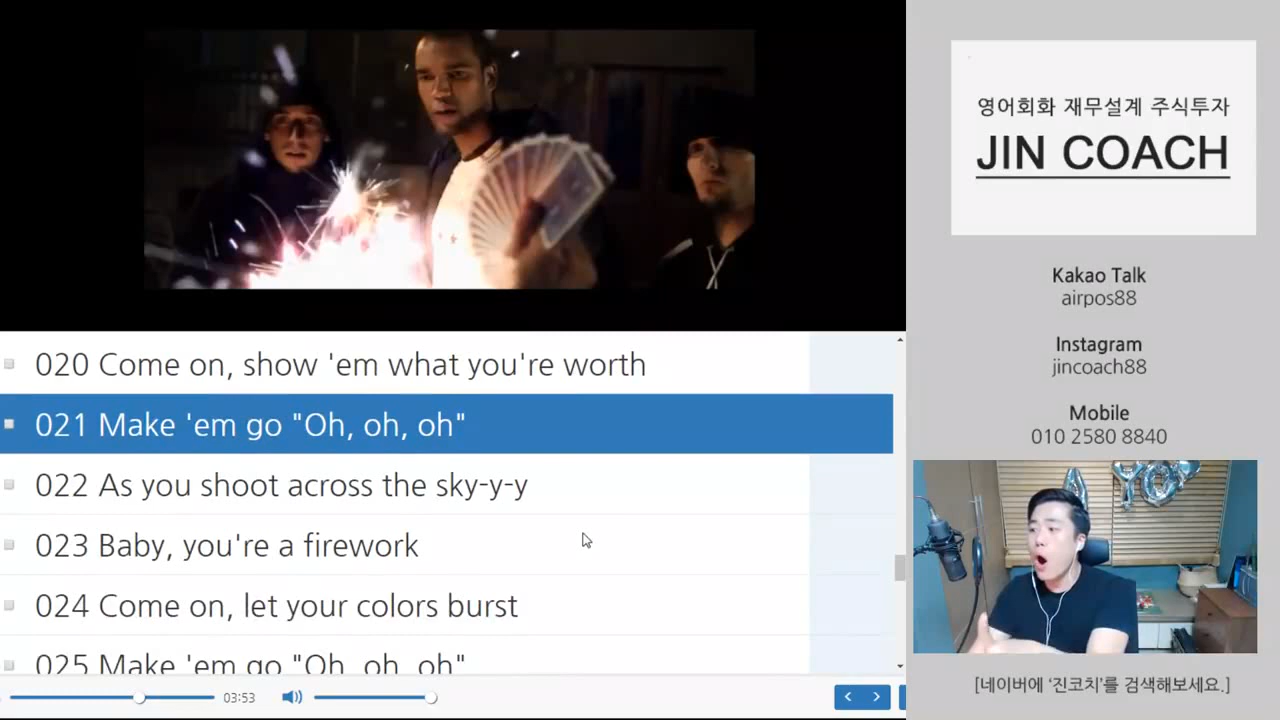 020 Come on, show 'em what you're worth
021 Make 'em go "Oh, oh, oh"
022 As you shoot across the sky-y-y
023 Baby, you're a firework
024 Come on, let your colors burst
025 Make 'em go "Oh, oh, oh"
03:53
영어회화 재무설계 주식투자
JIN COACH
Kakao Talk
airpos88
Instagram
jincoach88
Mobile
010 2580 8840
A YO
[네이버에 '진코치'를 검색해보세요.]